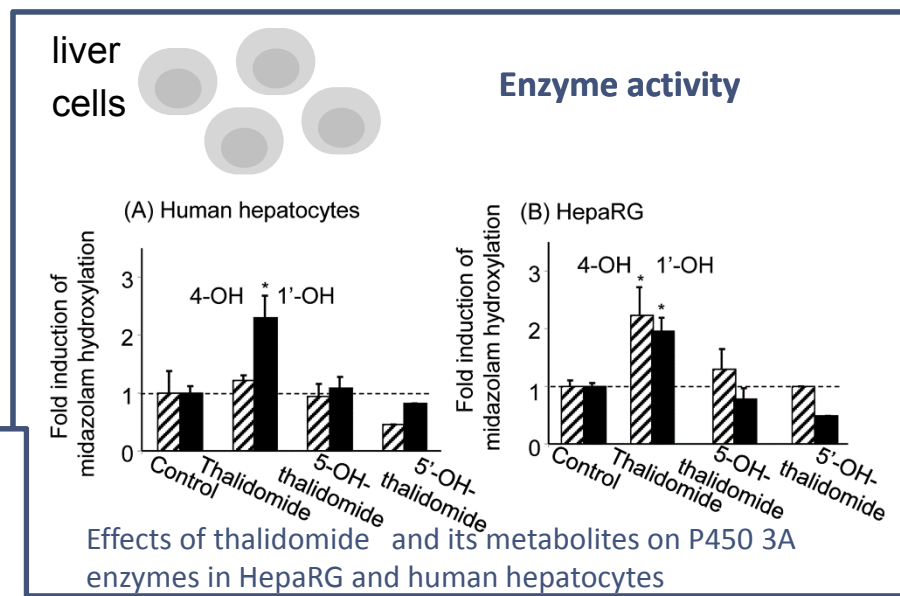 liver
cells
Enzyme activity
(A) Human hepatocytes
Fold induction of
midazolam hydroxylation
3
2
1
0
4-OH
*
1’-OH
Control
Thalidomide
5-OH-
thalidomide
5’-OH-
thalidomide
(B) HepaRG
Fold induction of
midazolam hydroxylation
3
2
1
0
4-OH
*
1’-OH
*
Control
Thalidomide
5-OH-
thalidomide
5’-OH-
thalidomide
Effects of thalidomide and its metabolites on P450 3A
enzymes in HepaRG and human hepatocytes